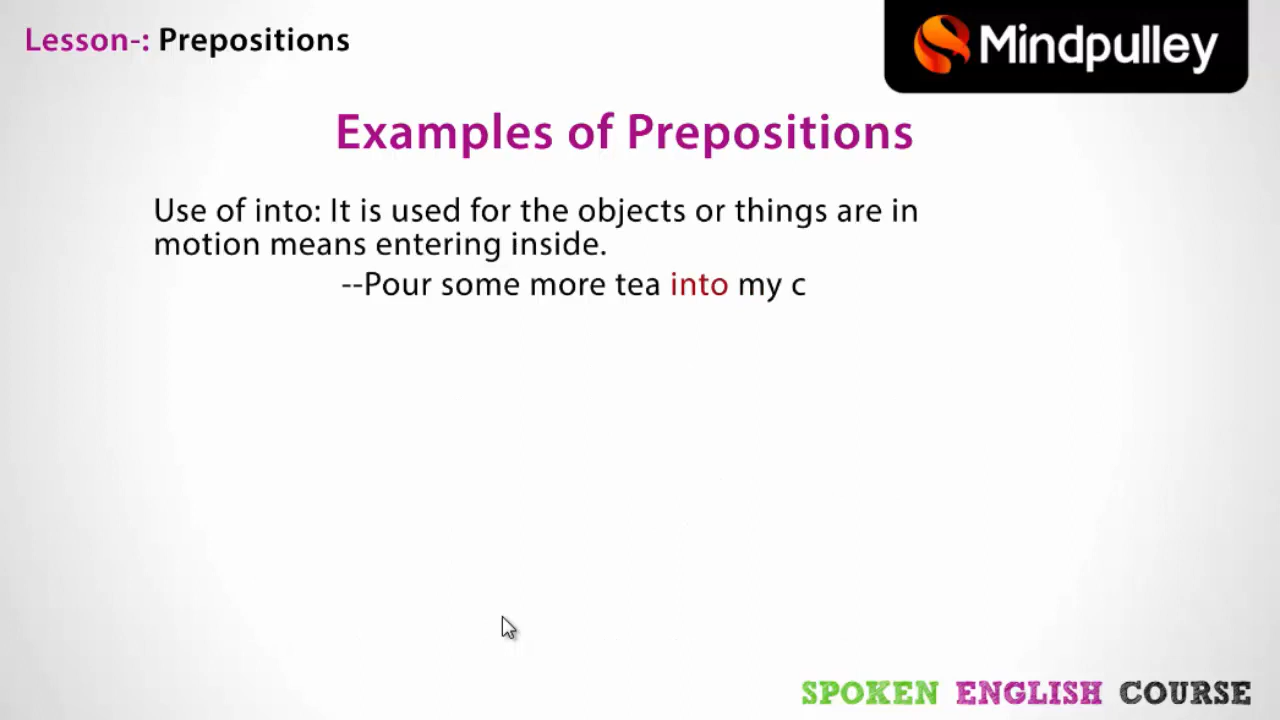 Lesson-: Prepositions
Mindpulley
Examples of Prepositions
Use of into: It is used for the objects or things are in
motion means entering inside.
--Pour some more tea into my c
SPOKEN ENGLISH COURSE